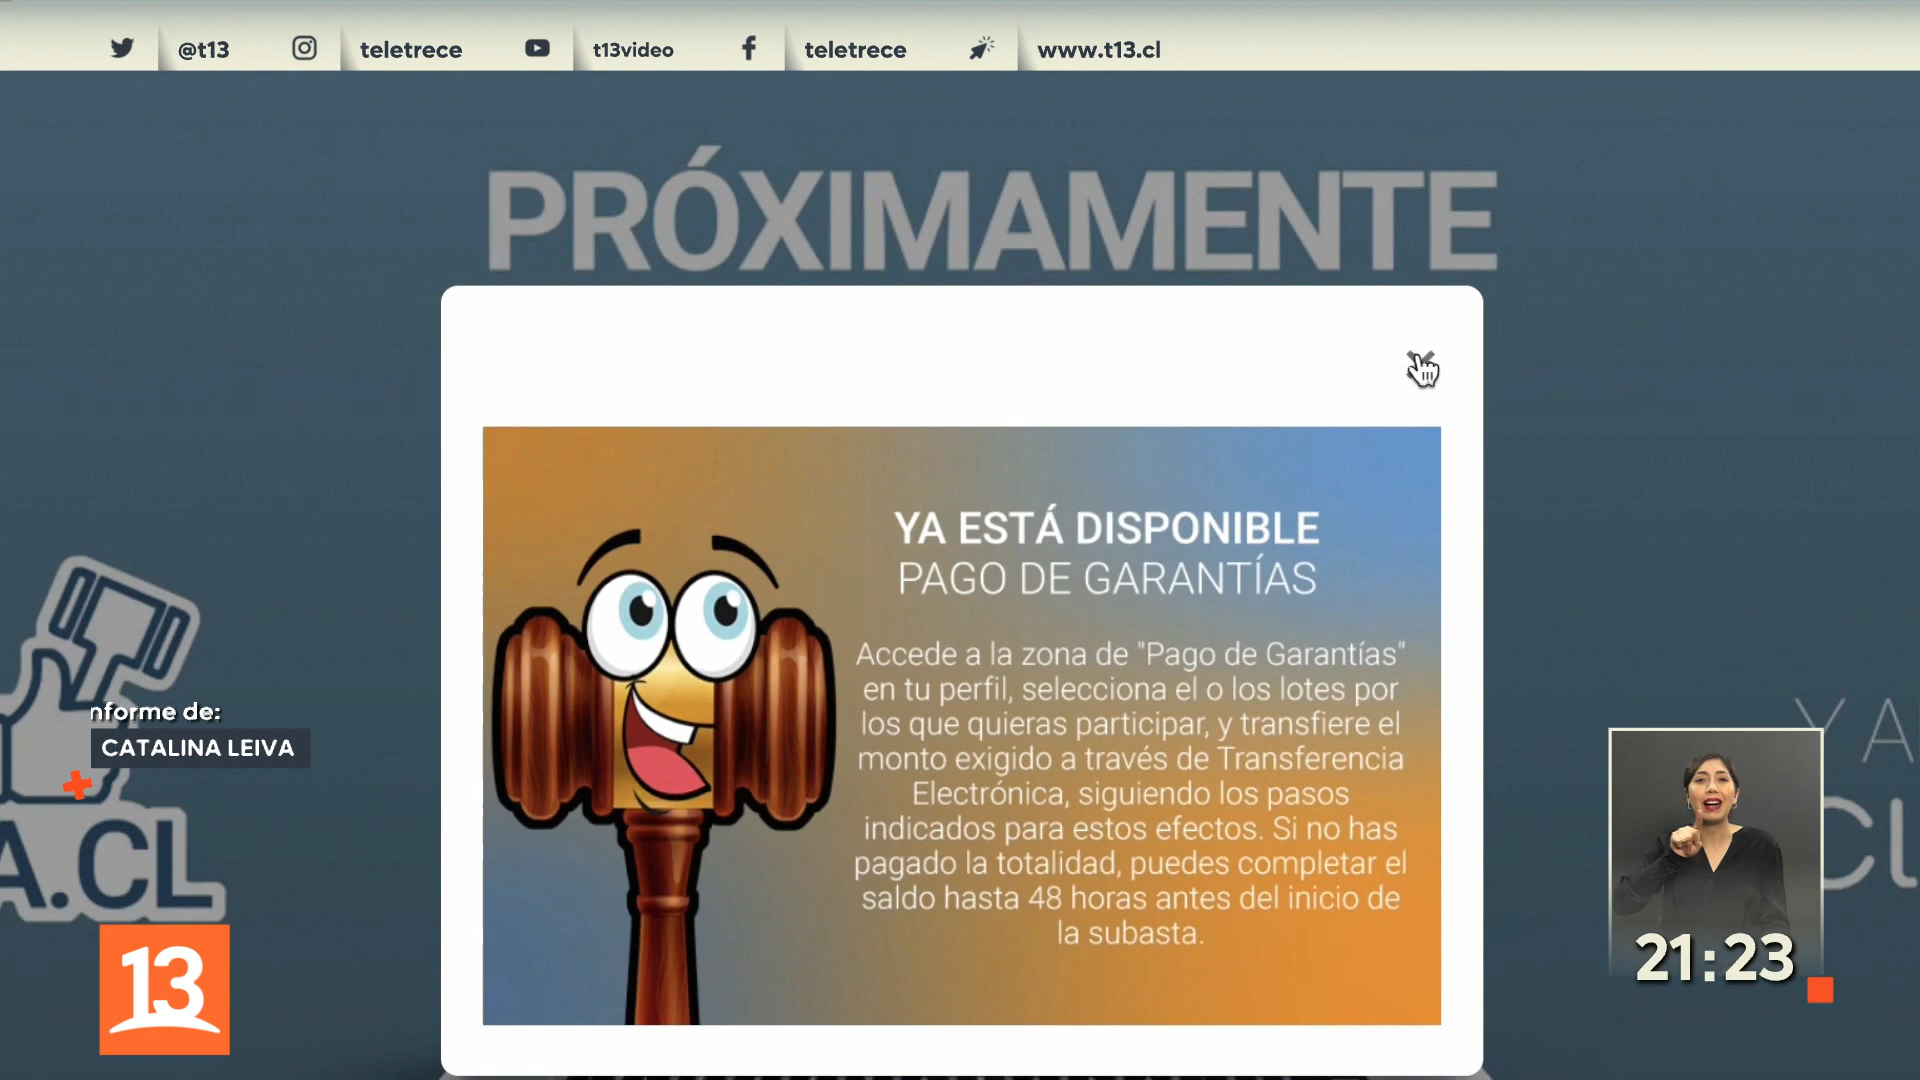 @t13
teletrece
t13video
teletrece
www.t13.cl
PRÓXIMAMENTE
YA ESTÁ DISPONIBLE
PAGO DE GARANTÍAS
Accede a la zona de "Pago de Garantías"
en tu perfil, selecciona el o los lotes por
los que quieras participar, y transfiere el
monto exigido a través de Transferencia
Electrónica, siguiendo los pasos
indicados para estos efectos. Si no has
pagado la totalidad, puedes completar el
saldo hasta 48 horas antes del inicio de
la subasta.
nforme de:
CATALINA LEIVA
A.CL
YA
CL
13
21:23